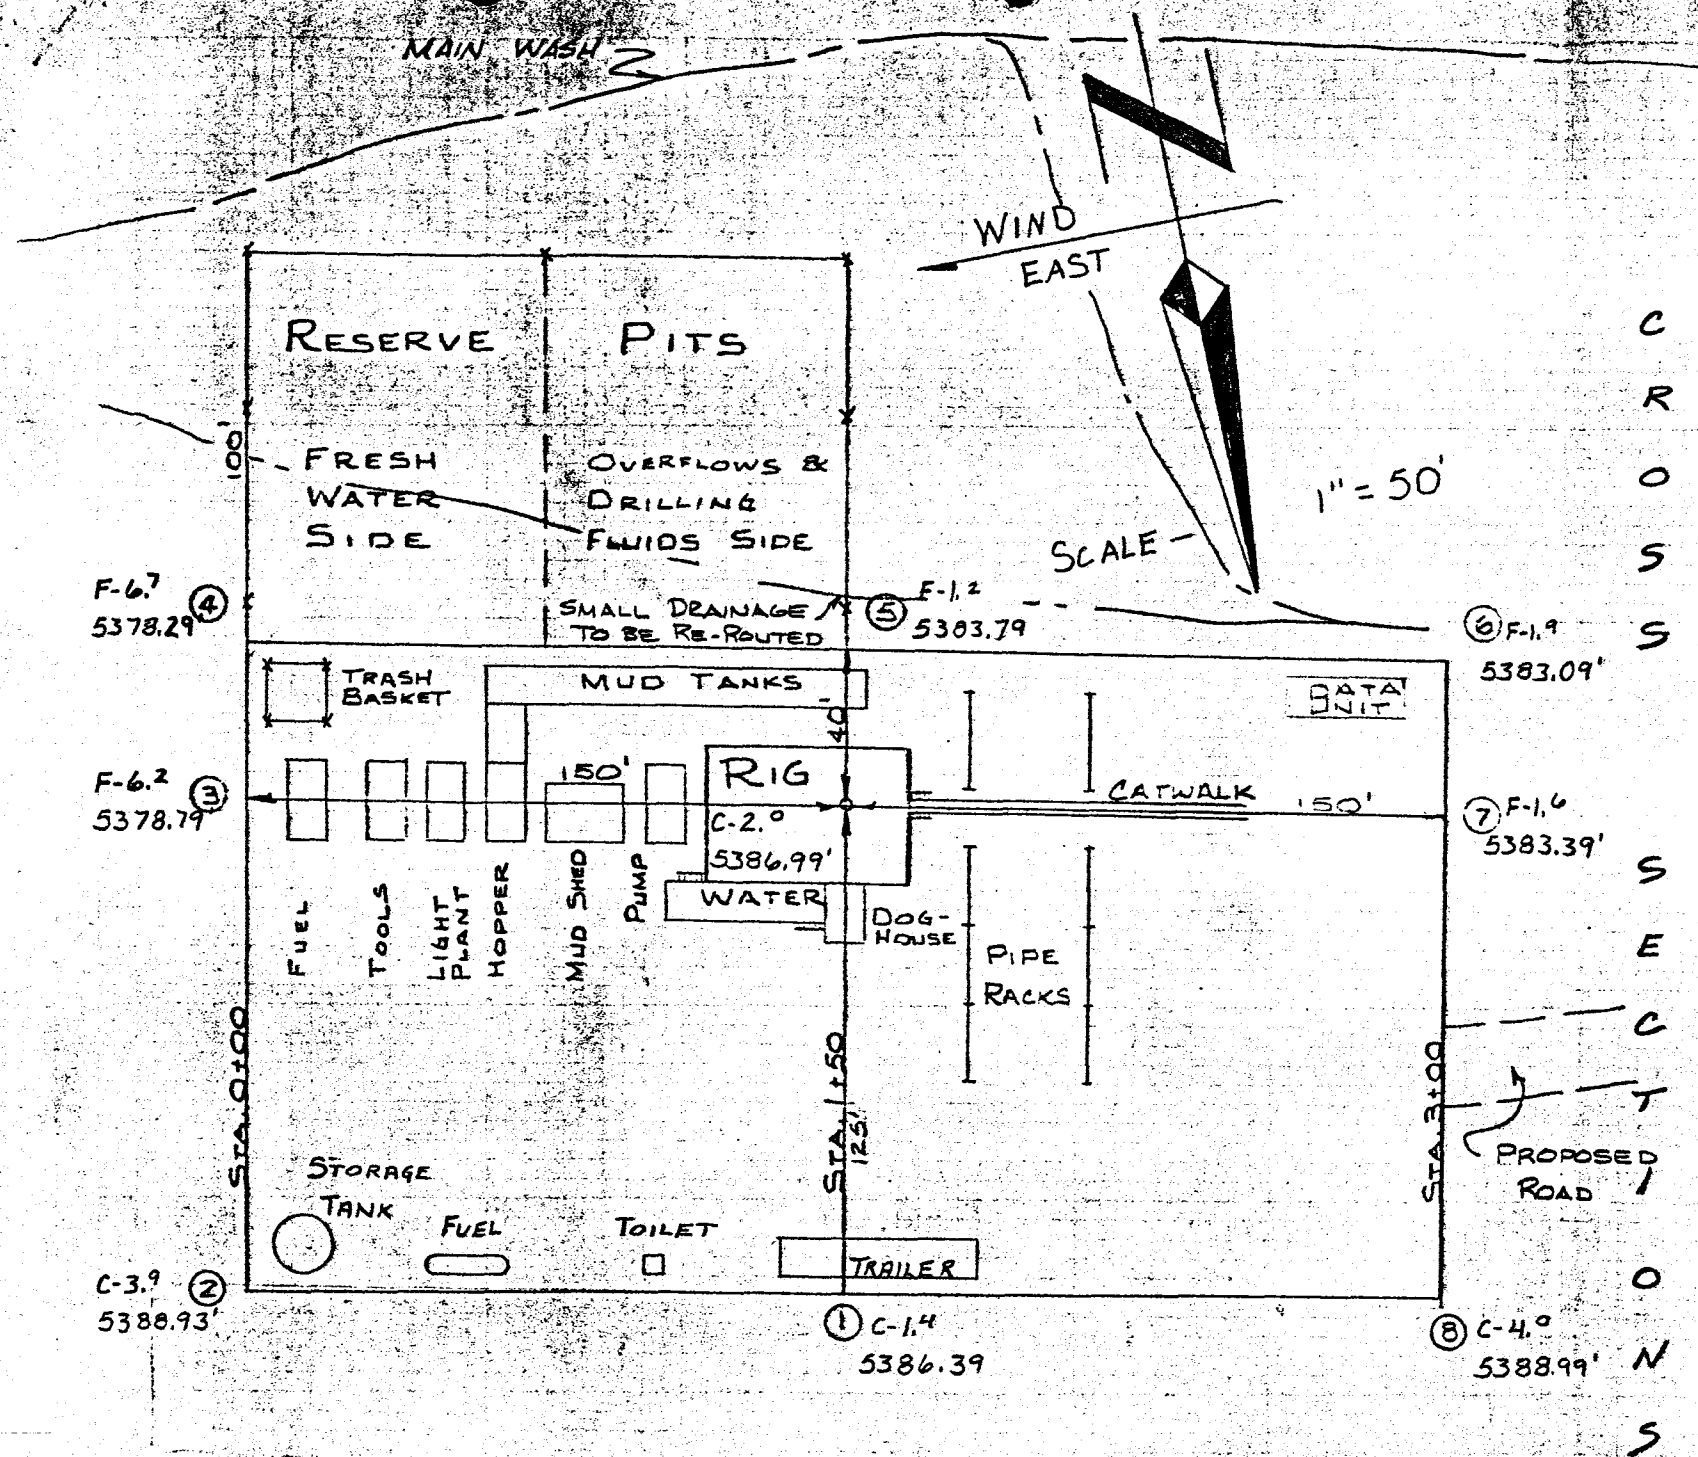 MAIN WASH
N
WIND
EAST
RESERVE PITS
100'
FRESH
WATER
SIDE
OVERFLOWS &
DRILLING
FLUIDS SIDE
SMALL DRAINAGE
TO BE RE-ROUTED
SCALE - 1" = 50'
F-6.7
5378.29'
4
5
F-1.2
5383.79
6
F-1.9
5383.09'
TRASH
BASKET
MUD TANKS
DATA
UNIT
40'
F-6.2
5378.79'
3
150'
RIG
C-2.0
5386.99'
CATWALK
150'
7
F-1.6
5383.39'
FUEL
TOOLS
LIGHT
PLANT
HOPPER
MUD SHED
PUMP
WATER
DOG-
HOUSE
PIPE
RACKS
STA. 0+00
STA. 1+50
125'
STA. 3+00
PROPOSED
ROAD
STORAGE
TANK
FUEL
TOILET
TRAILER
C-3.9
5388.93'
2
1
C-1.4
5386.39
8
C-4.0
5388.99'
CROSS SECTIONS